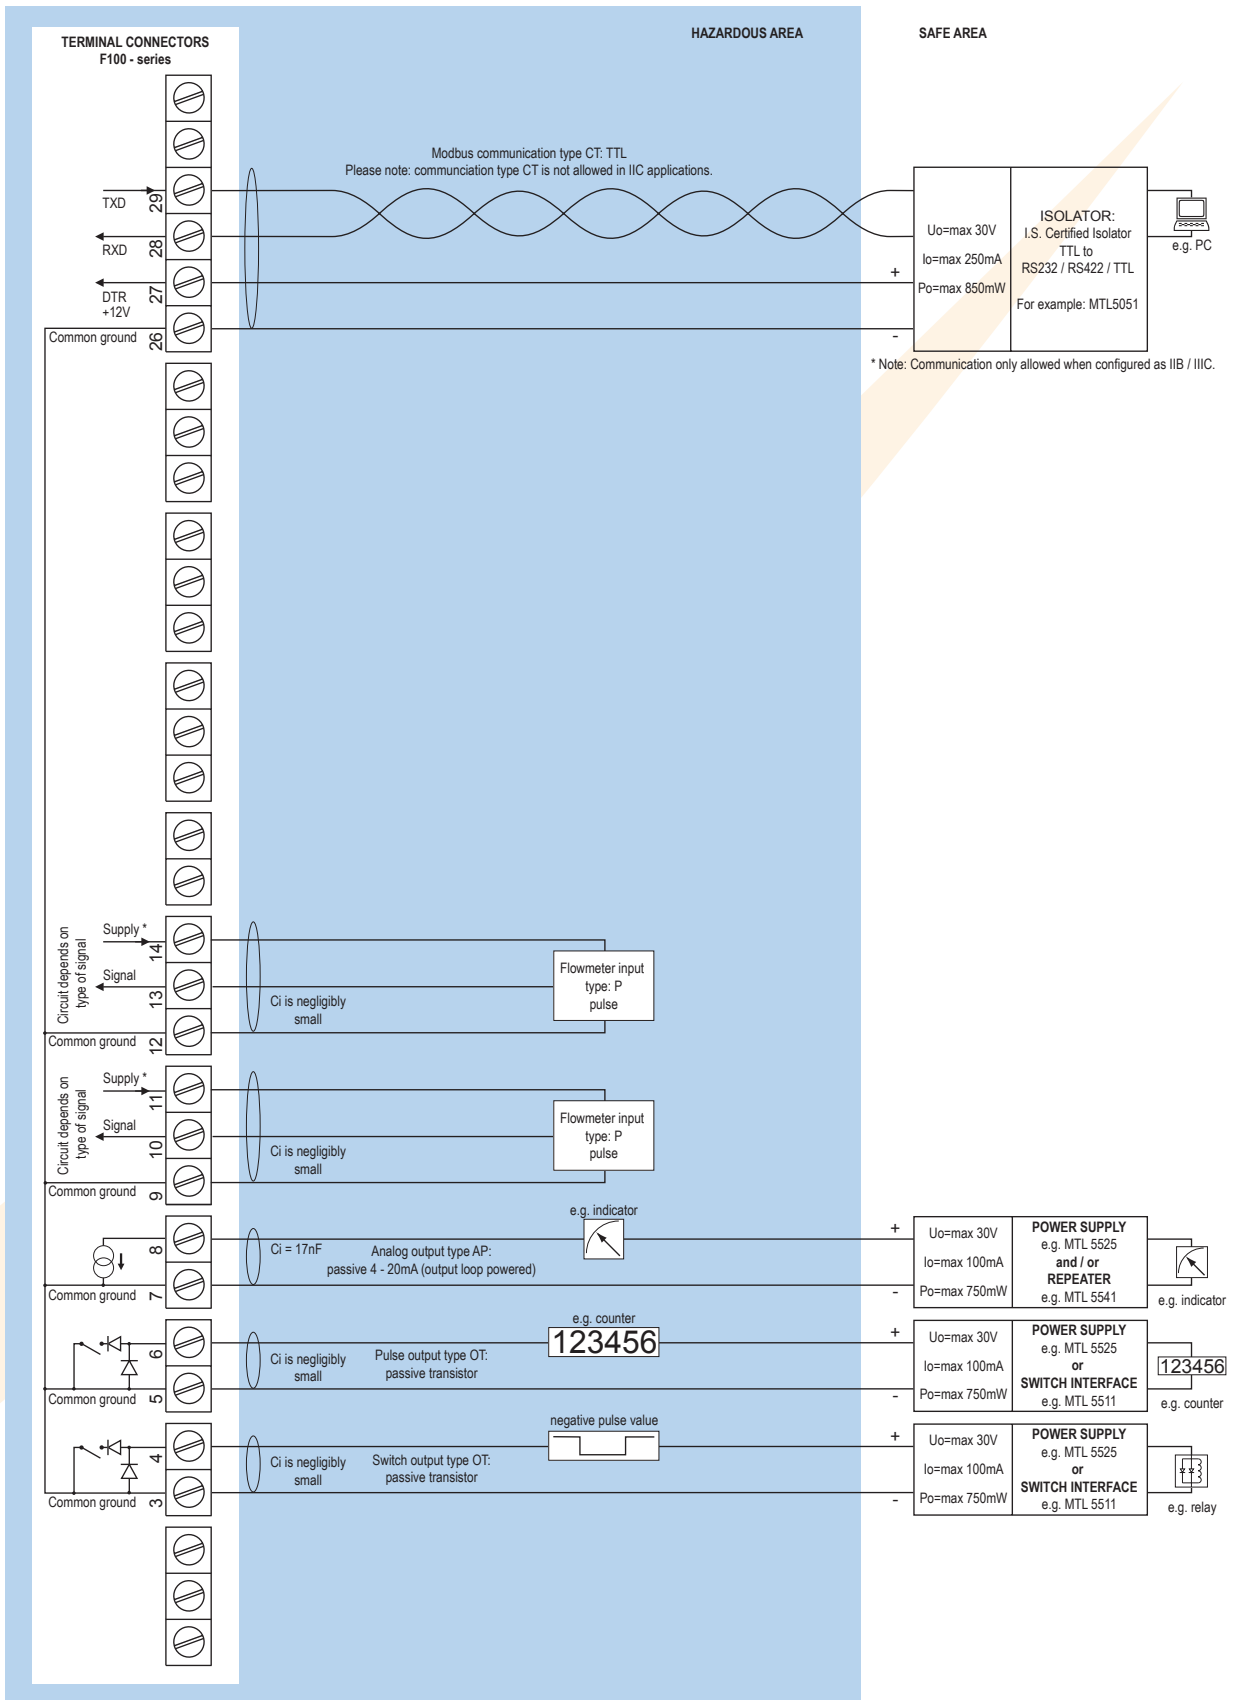 HAZARDOUS AREA
SAFE AREA
TERMINAL CONNECTORS
F100 - series
Modbus communication type CT: TTL
Please note: communciation type CT is not allowed in IIC applications.
TXD
29
RXD
28
DTR
+12V
27
Common ground
26
+
-
Uo=max 30V
Io=max 250mA
Po=max 850mW
ISOLATOR:
I.S. Certified Isolator
TTL to
RS232 / RS422 / TTL
For example: MTL5051
e.g. PC
* Note: Communication only allowed when configured as IIB / IIIC.
Circuit depends on
type of signal
Supply *
14
Signal
13
Common ground
12
Ci is negligibly
small
Flowmeter input
type: P
pulse
Circuit depends on
type of signal
Supply *
11
Signal
10
Common ground
9
Ci is negligibly
small
Flowmeter input
type: P
pulse
8
Common ground
7
Ci = 17nF
Analog output type AP:
passive 4 - 20mA (output loop powered)
e.g. indicator
+
-
Uo=max 30V
Io=max 100mA
Po=max 750mW
POWER SUPPLY
e.g. MTL 5525
and / or
REPEATER
e.g. MTL 5541
e.g. indicator
6
Common ground
5
Ci is negligibly
small
Pulse output type OT:
passive transistor
e.g. counter
123456
+
-
Uo=max 30V
Io=max 100mA
Po=max 750mW
POWER SUPPLY
e.g. MTL 5525
or
SWITCH INTERFACE
e.g. MTL 5511
123456
e.g. counter
4
Common ground
3
Ci is negligibly
small
Switch output type OT:
passive transistor
negative pulse value
+
-
Uo=max 30V
Io=max 100mA
Po=max 750mW
POWER SUPPLY
e.g. MTL 5525
or
SWITCH INTERFACE
e.g. MTL 5511
e.g. relay